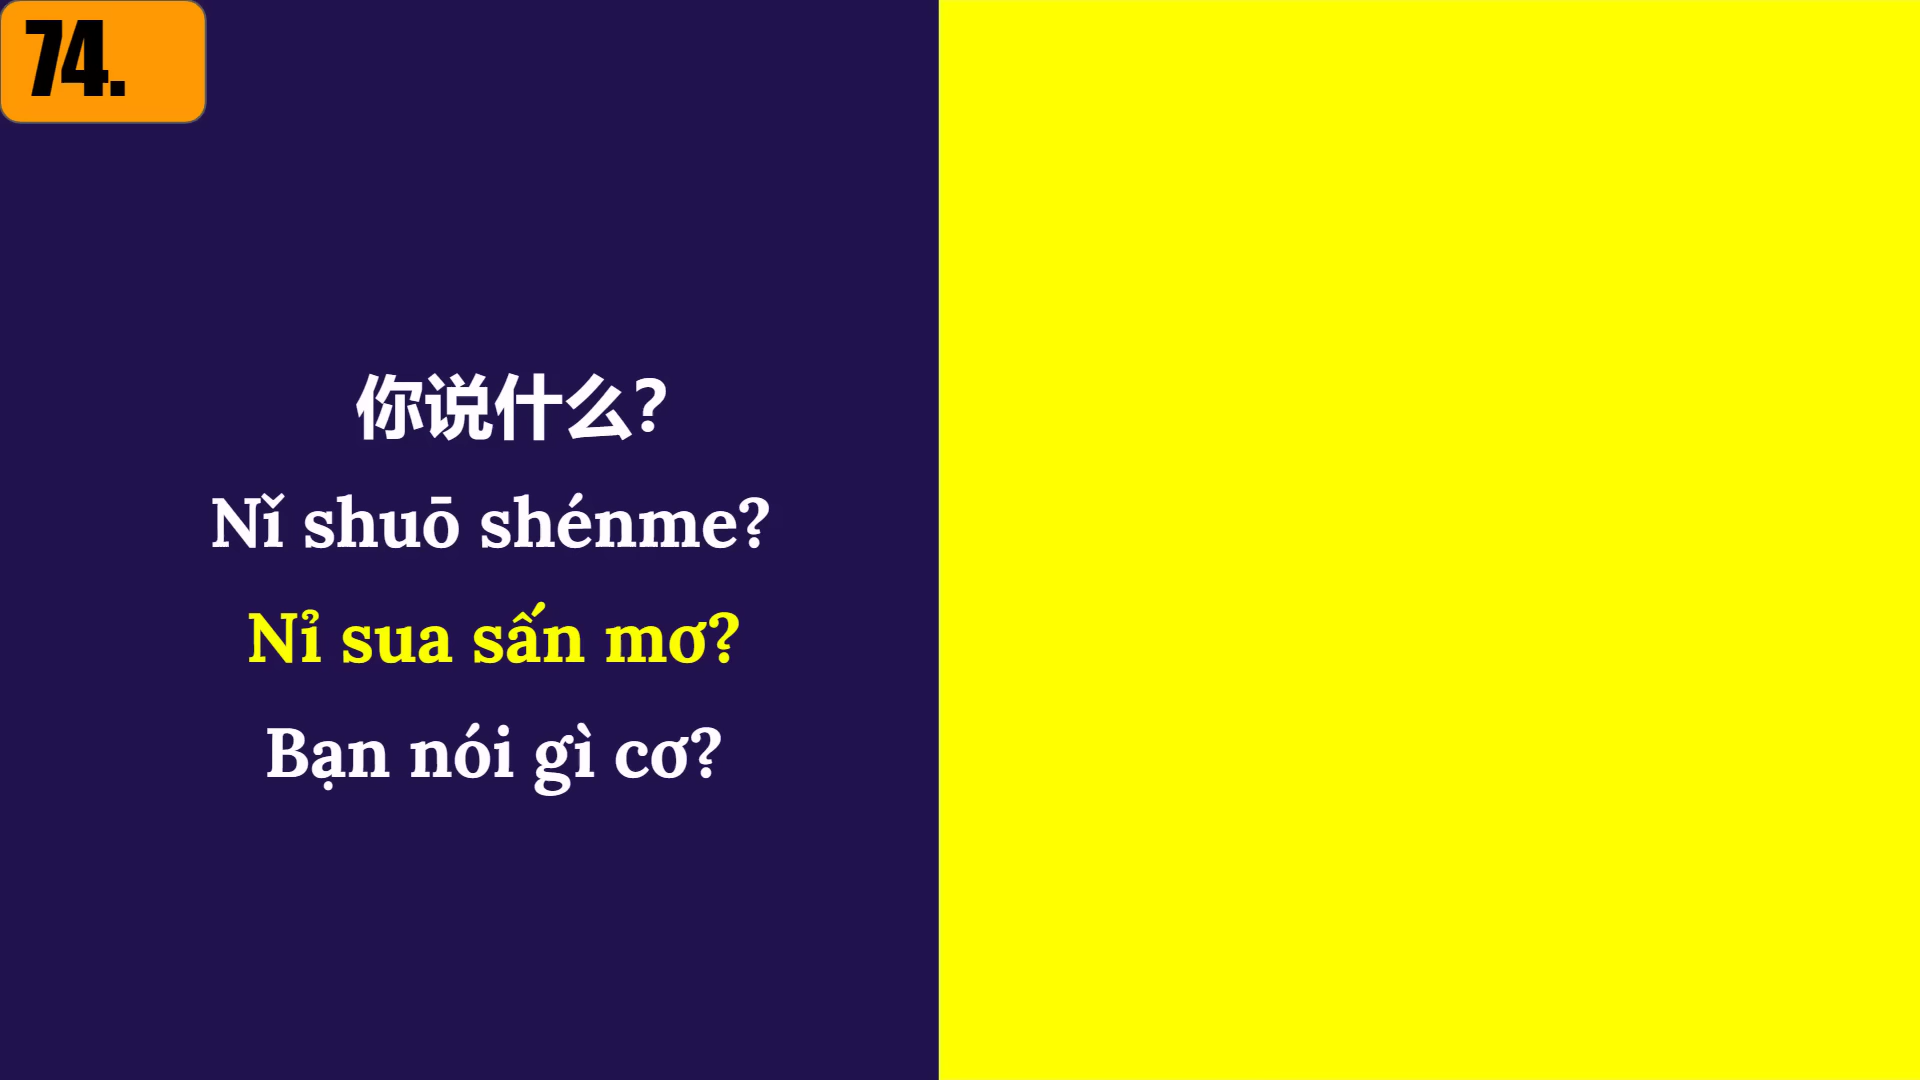 74.
你说什么？
Nǐ shuō shénme?
Nỉ sua sấn mơ?
Bạn nói gì cơ?